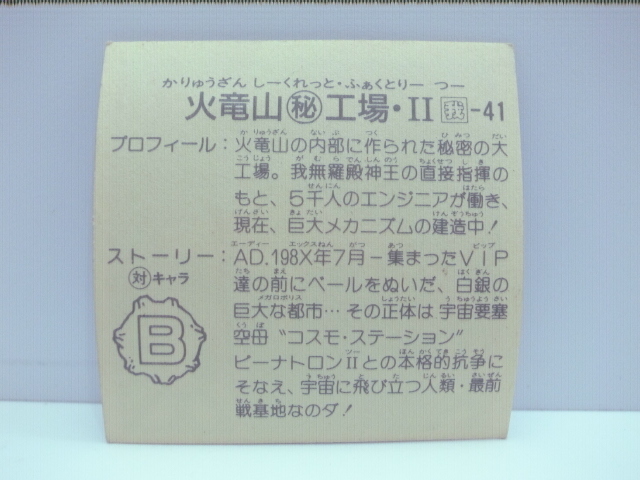 かりゅうざん しーくれっと・ふぁくとりー つー
火竜山㊙工場・II 我-41
プロフィール：火竜山の内部に作られた秘密の大
工場。我無羅殿神王の直接指揮の
もと、5千人のエンジニアが働き、
現在、巨大メカニズムの建造中！
ストーリー：AD.198X年7月-集まったVIP
対キャラ
達の前にベールをぬいだ、白銀の
巨大な都市…その正体は宇宙要塞
B
空母“コスモ・ステーション”
ビーナトロンIIとの本格的抗争に
そなえ、宇宙に飛び立つ人類・最前
戦基地なのダ！